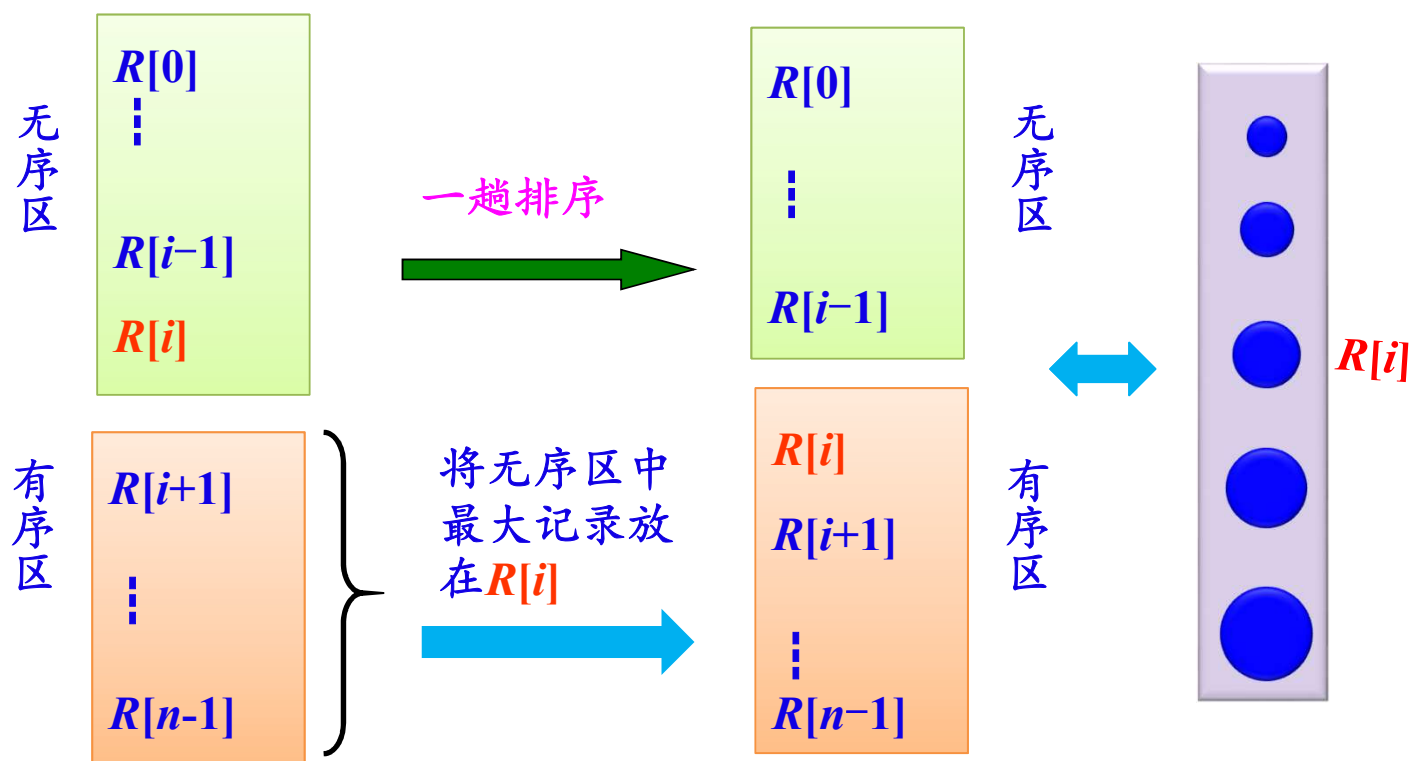 无序区
R[0]
R[i−1]
R[i]
有序区
R[i+1]
R[n-1]
一趟排序
将无序区中
最大记录放
在R[i]
R[0]
R[i−1]
无序区
R[i]
R[i+1]
R[n−1]
有序区
R[i]